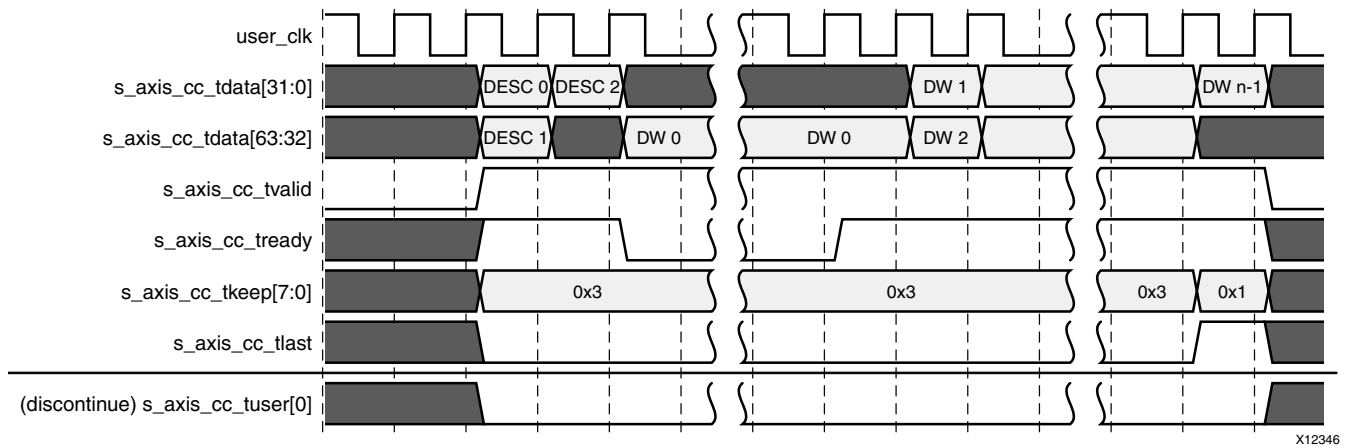 user_clk
s_axis_cc_tdata[31:0] DESC 0 DESC 2 DW 1 DW n-1
s_axis_cc_tdata[63:32] DESC 1 DW 0 DW 0 DW 2
s_axis_cc_tvalid
s_axis_cc_tready
s_axis_cc_tkeep[7:0] 0x3 0x3 0x3 0x1
s_axis_cc_tlast
(discontinue) s_axis_cc_tuser[0]
X12346